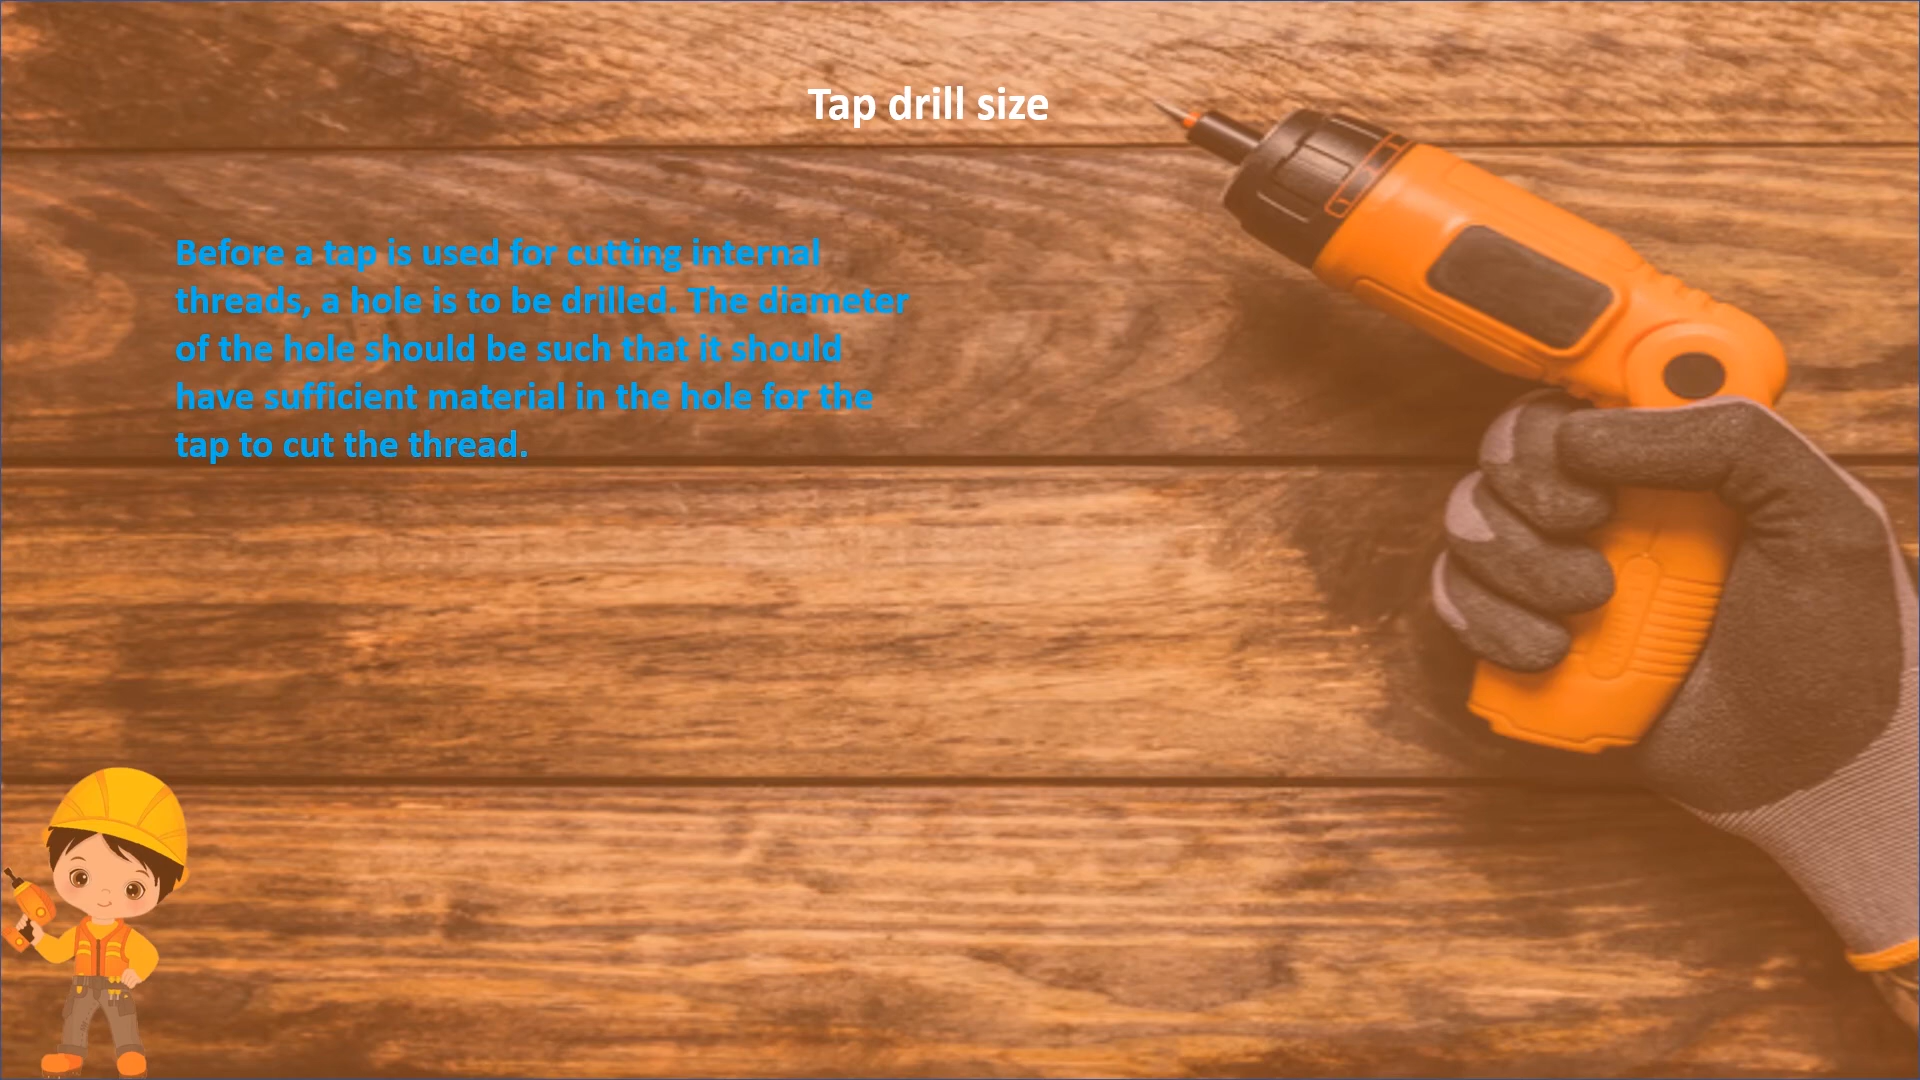 Tap drill size
Before a tap is used for cutting internal
threads, a hole is to be drilled. The diameter
of the hole should be such that it should
have sufficient material in the hole for the
tap to cut the thread.